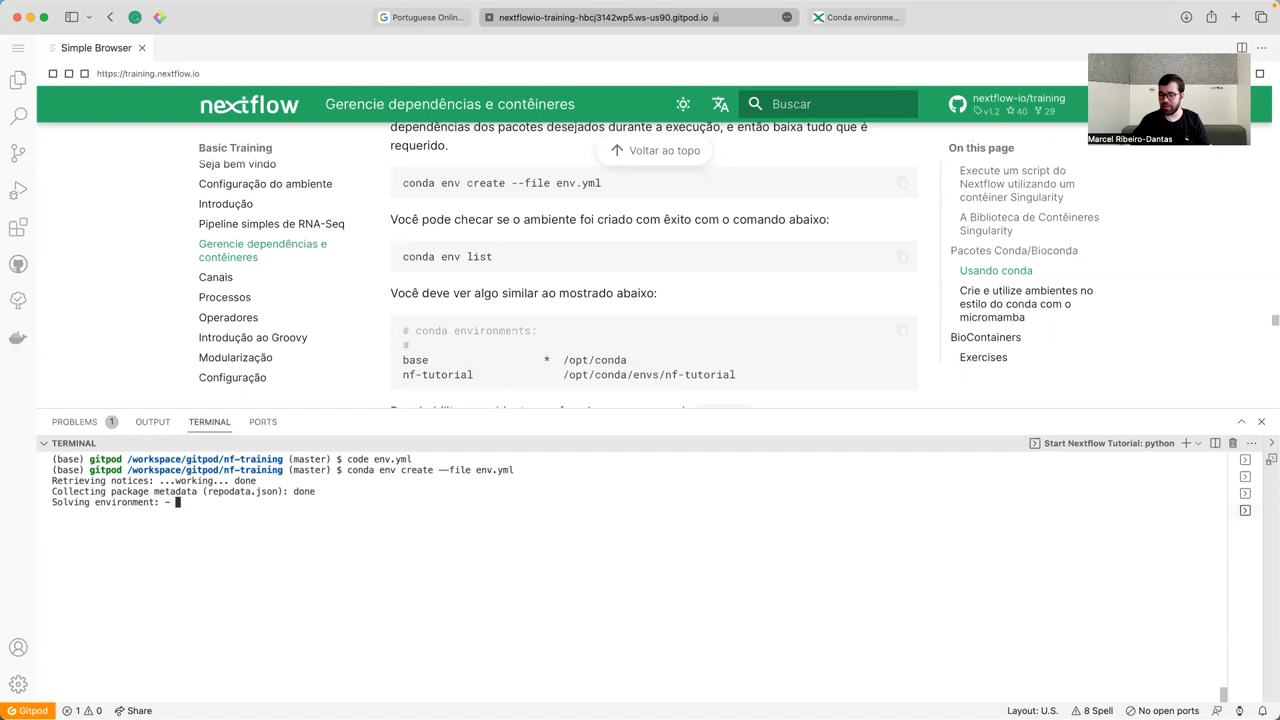 Portuguese Onlin...
nextflowio-training-hbcj3142wp5.ws-us90.gitpod.io
Conda environme...
Simple Browser
https://training.nextflow.io
nextflow
Gerencie dependências e contêineres
Buscar
nextflow-io/training
v1.2 40 29
Marcel Ribeiro-Dantas
Basic Training
Seja bem vindo
Configuração do ambiente
Introdução
Pipeline simples de RNA-Seq
Gerencie dependências e
contêineres
Canais
Processos
Operadores
Introdução ao Groovy
Modularização
Configuração
dependências dos pacotes desejados durante a execução, e então baixa tudo que é
requerido.
Voltar ao topo
conda env create --file env.yml
Você pode checar se o ambiente foi criado com êxito com o comando abaixo:
conda env list
Você deve ver algo similar ao mostrado abaixo:
# conda environments:
#
base * /opt/conda
nf-tutorial /opt/conda/envs/nf-tutorial
On this page
Execute um script do
Nextflow utilizando um
contêiner Singularity
A Biblioteca de Contêineres
Singularity
Pacotes Conda/Bioconda
Usando conda
Crie e utilize ambientes no
estilo do conda com o
micromamba
BioContainers
Exercises
PROBLEMS 1 OUTPUT TERMINAL PORTS
TERMINAL
Start Nextflow Tutorial: python
(base) gitpod /workspace/gitpod/nf-training (master) $ code env.yml
(base) gitpod /workspace/gitpod/nf-training (master) $ conda env create --file env.yml
Retrieving notices: ...working... done
Collecting package metadata (repodata.json): done
Solving environment: -
Gitpod 1 0 Share
Layout: U.S. 8 Spell No open ports